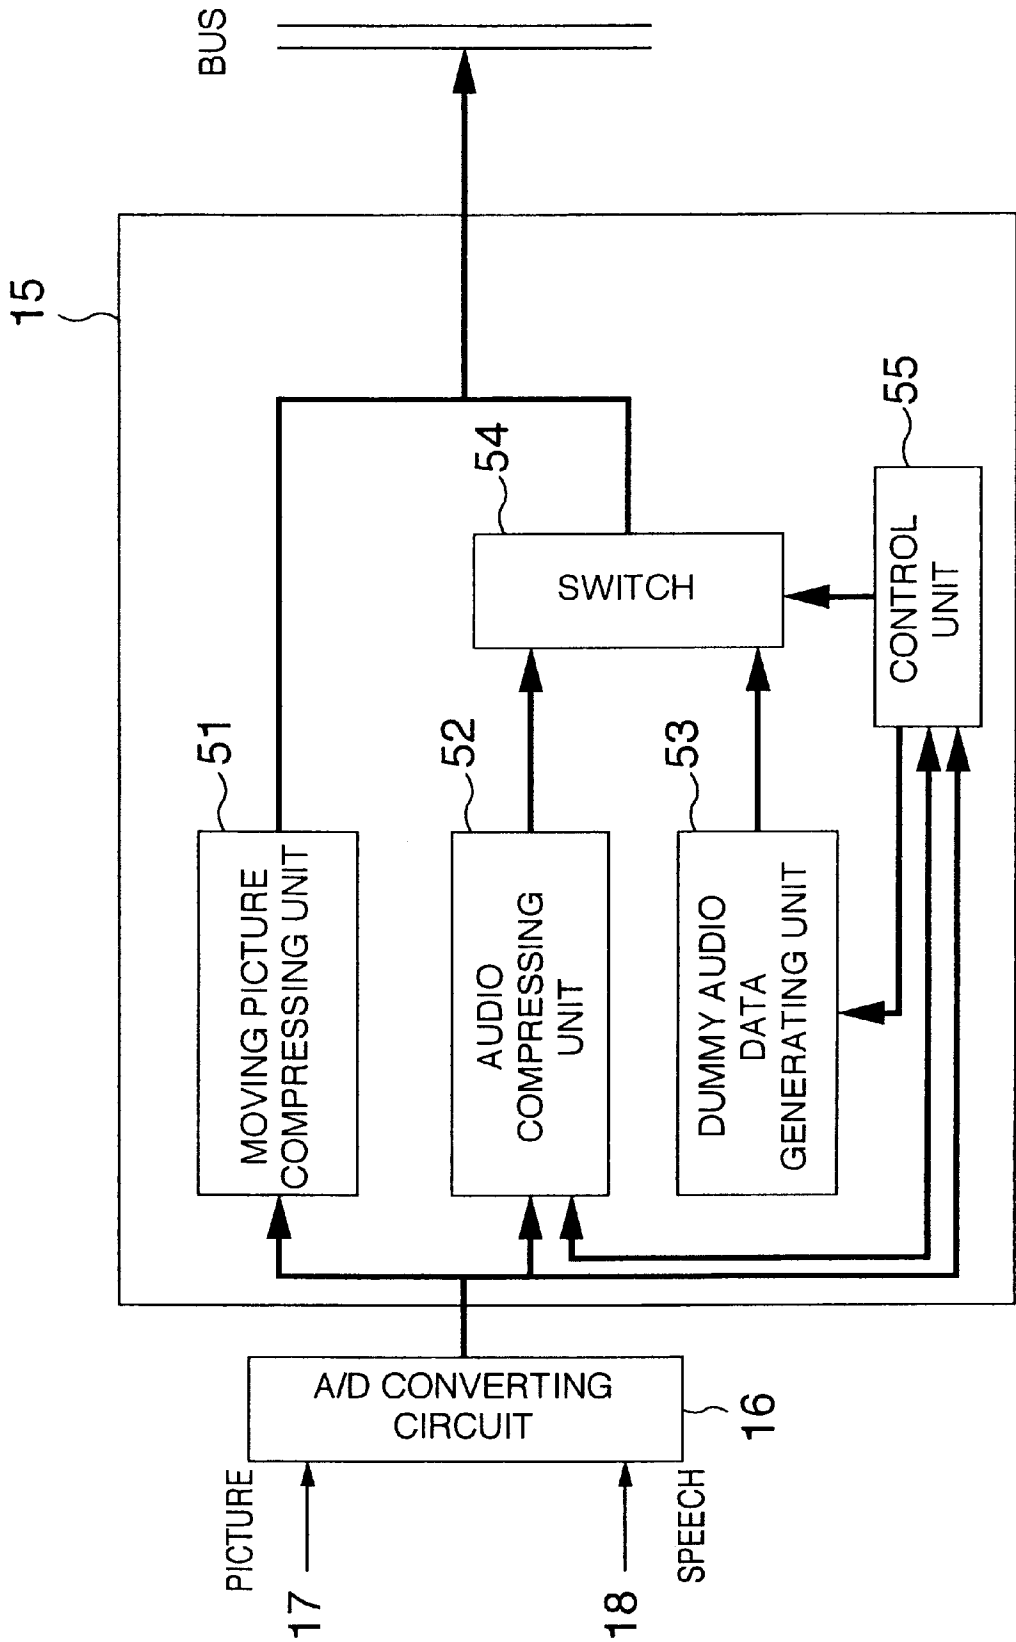 BUS
15
54
SWITCH
55
CONTROL
UNIT
51
MOVING PICTURE
COMPRESSING UNIT
52
AUDIO
COMPRESSING
UNIT
53
DUMMY AUDIO
DATA
GENERATING UNIT
A/D CONVERTING
CIRCUIT
16
PICTURE
17
18
SPEECH